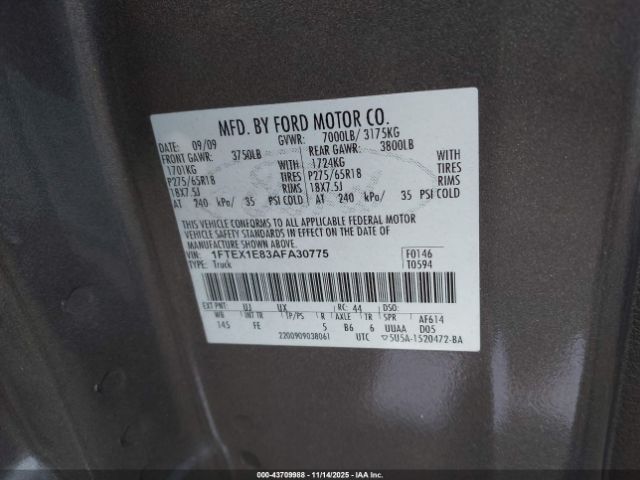 MFD. BY FORD MOTOR CO.
DATE: 09/09 GVWR: 7000LB/ 3175KG
FRONT GAWR: 3750LB REAR GAWR: 3800LB
1701KG WITH 1724KG WITH
P275/65R18 TIRES P275/65R18 TIRES
18X7.5J RIMS 18X7.5J RIMS
AT 240 kPa/ 35 PSI COLD AT 240 kPa/ 35 PSI COLD
THIS VEHICLE CONFORMS TO ALL APPLICABLE FEDERAL MOTOR
VEHICLE SAFETY STANDARDS IN EFFECT ON THE DATE OF
MANUFACTURE SHOWN ABOVE.
VIN: 1FTEX1E83AFA30775 F0146
TYPE: Truck T0594
EXT PNT: UJ UX RC: 44 DSO:
WB INT TR TP/PS R AXLE TR SPR AF614
145 FE 5 B6 6 UUAA D05
2200909038061 UTC 5U5A-1520472-BA
000-43709988 - 11/14/2025 - IAA Inc.